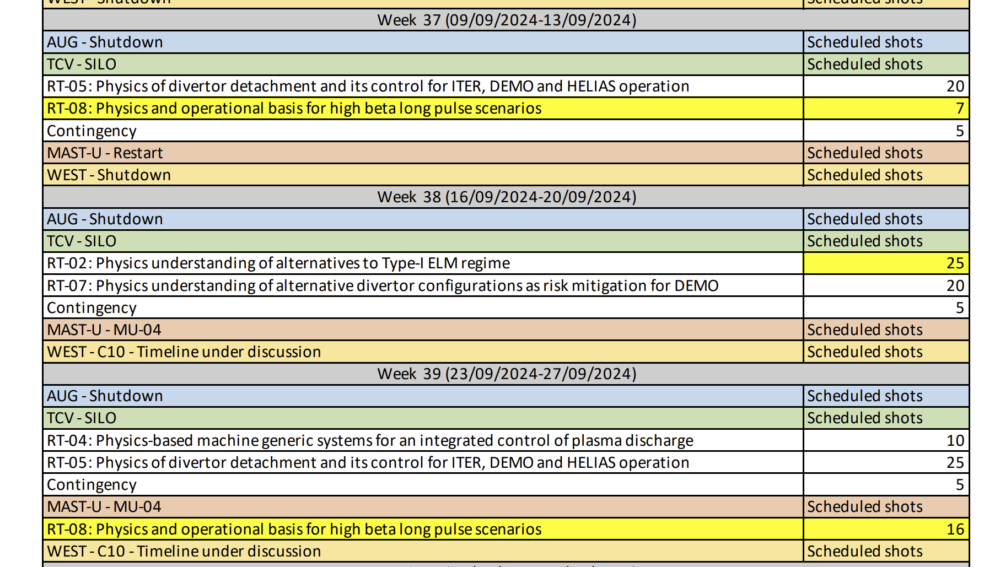 WEST - Shutdown Scheduled shots
Week 37 (09/09/2024-13/09/2024)
AUG - Shutdown Scheduled shots
TCV - SILO Scheduled shots
RT-05: Physics of divertor detachment and its control for ITER, DEMO and HELIAS operation 20
RT-08: Physics and operational basis for high beta long pulse scenarios 7
Contingency 5
MAST-U - Restart Scheduled shots
WEST - Shutdown Scheduled shots
Week 38 (16/09/2024-20/09/2024)
AUG - Shutdown Scheduled shots
TCV - SILO Scheduled shots
RT-02: Physics understanding of alternatives to Type-I ELM regime 25
RT-07: Physics understanding of alternative divertor configurations as risk mitigation for DEMO 20
Contingency 5
MAST-U - MU-04 Scheduled shots
WEST - C10 - Timeline under discussion Scheduled shots
Week 39 (23/09/2024-27/09/2024)
AUG - Shutdown Scheduled shots
TCV - SILO Scheduled shots
RT-04: Physics-based machine generic systems for an integrated control of plasma discharge 10
RT-05: Physics of divertor detachment and its control for ITER, DEMO and HELIAS operation 25
Contingency 5
MAST-U - MU-04 Scheduled shots
RT-08: Physics and operational basis for high beta long pulse scenarios 16
WEST - C10 - Timeline under discussion Scheduled shots